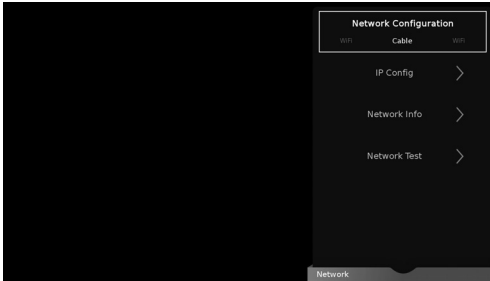 Network Configuration
WiFi Cable WiFi
IP Config
Network Info
Network Test
Network